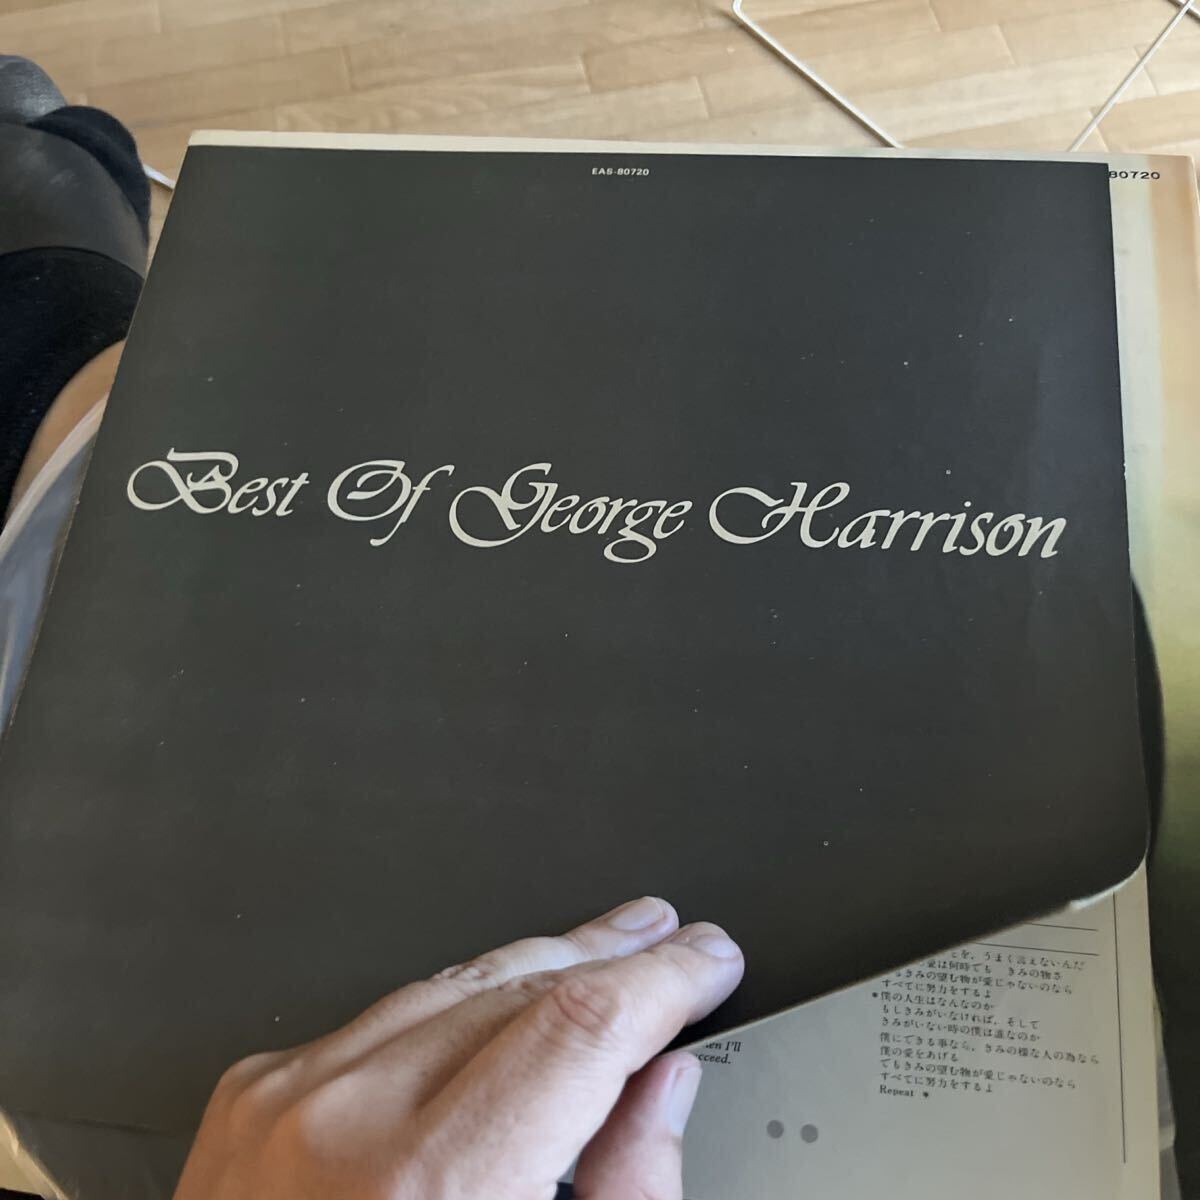 EAS-80720
80720
Best Of George Harrison
とを，うまく言えないんだ
愛は何時でも　きみの物さ
きみの望む物が愛じゃないのなら
すべてに努力をするよ
*僕の人生はなんなのか
もしきみがいなければ，そして
きみがいない時の僕は誰なのか
僕にできる事なら，きみの様な人の為なら
僕の愛をあげる
でもきみの望む物が愛じゃないのなら
すべてに努力をするよ
Repeat *
I'll